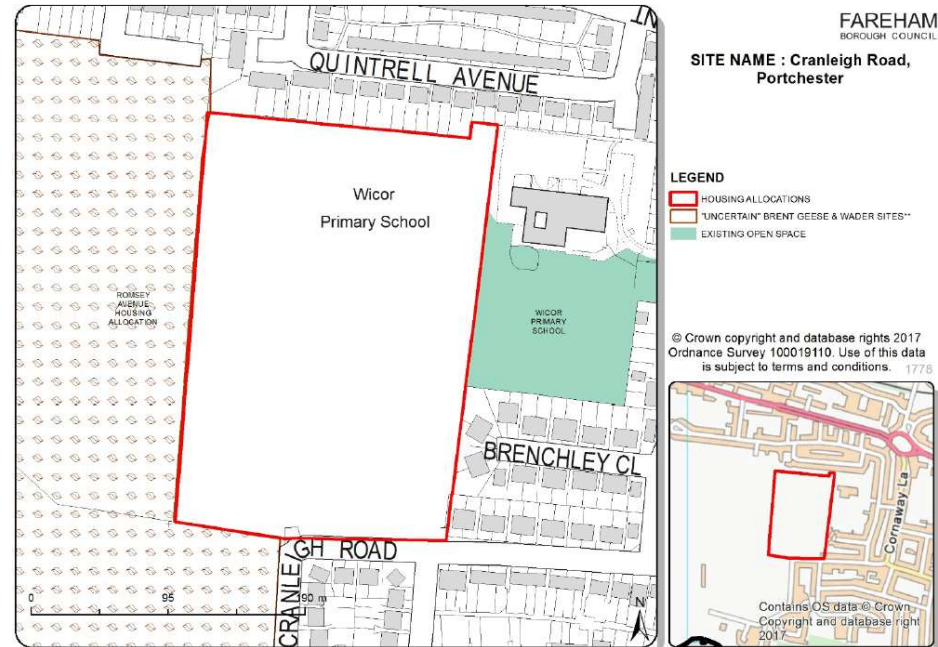 QUINTRELL AVENUE
Wicor
Primary School
ROMSEY
AVENUE
HOUSING
ALLOCATION
WICOR
PRIMARY
SCHOOL
BRENCHLEY CL
GH ROAD
CRANLEI
0
95
190 m
N
FAREHAM
BOROUGH COUNCIL
SITE NAME : Cranleigh Road,
Portchester
LEGEND
HOUSING ALLOCATIONS
"UNCERTAIN" BRENT GEESE & WADER SITES**
EXISTING OPEN SPACE
© Crown copyright and database rights 2017
Ordnance Survey 100019110. Use of this data
is subject to terms and conditions. 1778
Cornaway La
Contains OS data © Crown
Copyright and database right
2017